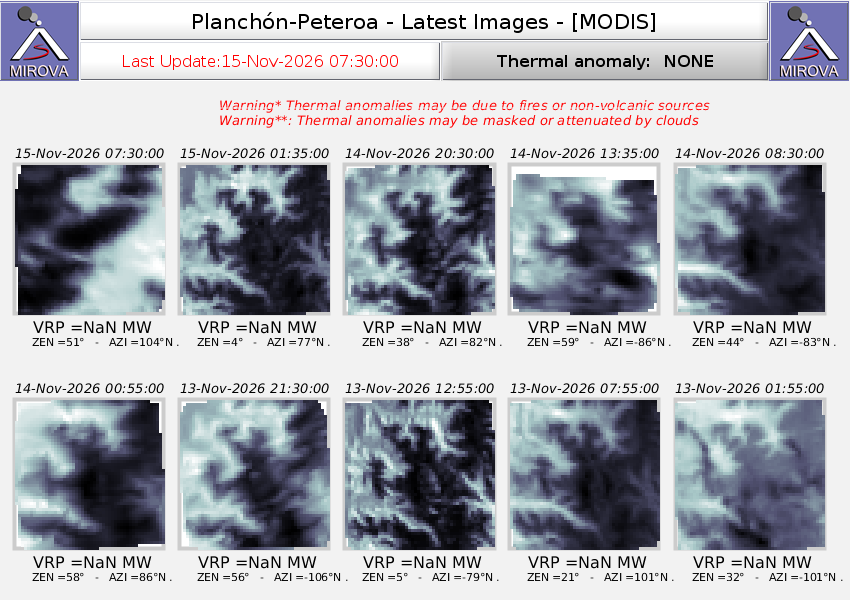 Planchón-Peteroa - Latest Images - [MODIS]
MIROVA
Last Update:15-Nov-2026 07:30:00
Thermal anomaly: NONE
MIROVA
Warning* Thermal anomalies may be due to fires or non-volcanic sources
Warning**: Thermal anomalies may be masked or attenuated by clouds
15-Nov-2026 07:30:00
15-Nov-2026 01:35:00
14-Nov-2026 20:30:00
14-Nov-2026 13:35:00
14-Nov-2026 08:30:00
VRP =NaN MW
VRP =NaN MW
VRP =NaN MW
VRP =NaN MW
VRP =NaN MW
ZEN =51° - AZI =104°N .
ZEN =4° - AZI =77°N .
ZEN =38° - AZI =82°N .
ZEN =59° - AZI =-86°N .
ZEN =44° - AZI =-83°N .
14-Nov-2026 00:55:00
13-Nov-2026 21:30:00
13-Nov-2026 12:55:00
13-Nov-2026 07:55:00
13-Nov-2026 01:55:00
VRP =NaN MW
VRP =NaN MW
VRP =NaN MW
VRP =NaN MW
VRP =NaN MW
ZEN =58° - AZI =86°N .
ZEN =56° - AZI =-106°N .
ZEN =5° - AZI =-79°N .
ZEN =21° - AZI =101°N .
ZEN =32° - AZI =-101°N .